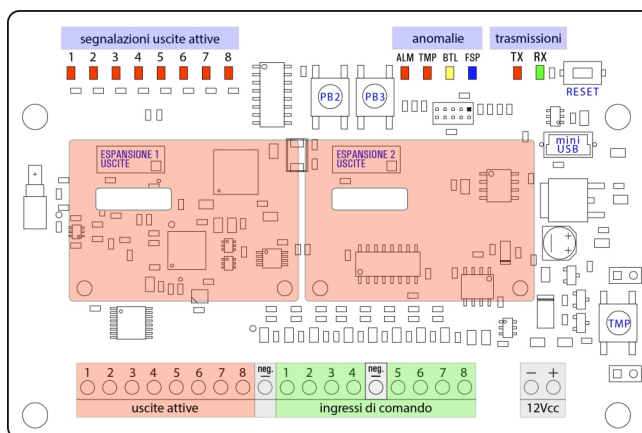 segnalazioni uscite attive anomalie trasmissioni
1 2 3 4 5 6 7 8 ALM TMP BTL FSP TX RX
PB2 PB3 RESET
mini
USB
ESPANSIONE 1
USCITE
ESPANSIONE 2
USCITE
TMP
1 2 3 4 5 6 7 8 neg. 1 2 3 4 neg. 5 6 7 8 − +
uscite attive ingressi di comando 12Vcc